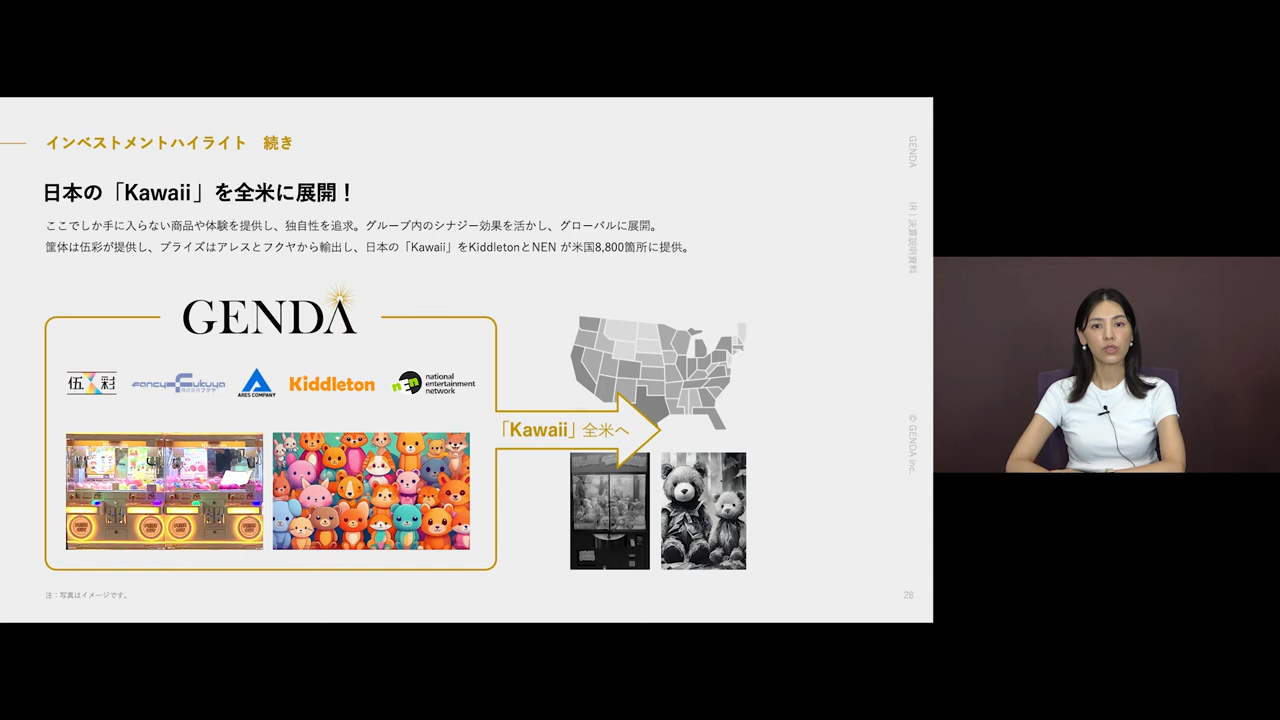 インベストメントハイライト 続き
日本の「Kawaii」を全米に展開！
ここでしか手に入らない商品や体験を提供し、独自性を追求。グループ内のシナジー効果を活かし、グローバルに展開。
筐体は伍彩が提供し、プライズはアレスとフクヤから輸出し、日本の「Kawaii」をKiddletonとNEN が米国8,800箇所に提供。
GENDA
伍彩
fancy Fukuya
株式会社フクヤ
ARES COMPANY
Kiddleton
nen
national
entertainment
network
「Kawaii」全米へ
注：写真はイメージです。
28
GENDA
IR | 決算説明資料
© GENDA Inc.